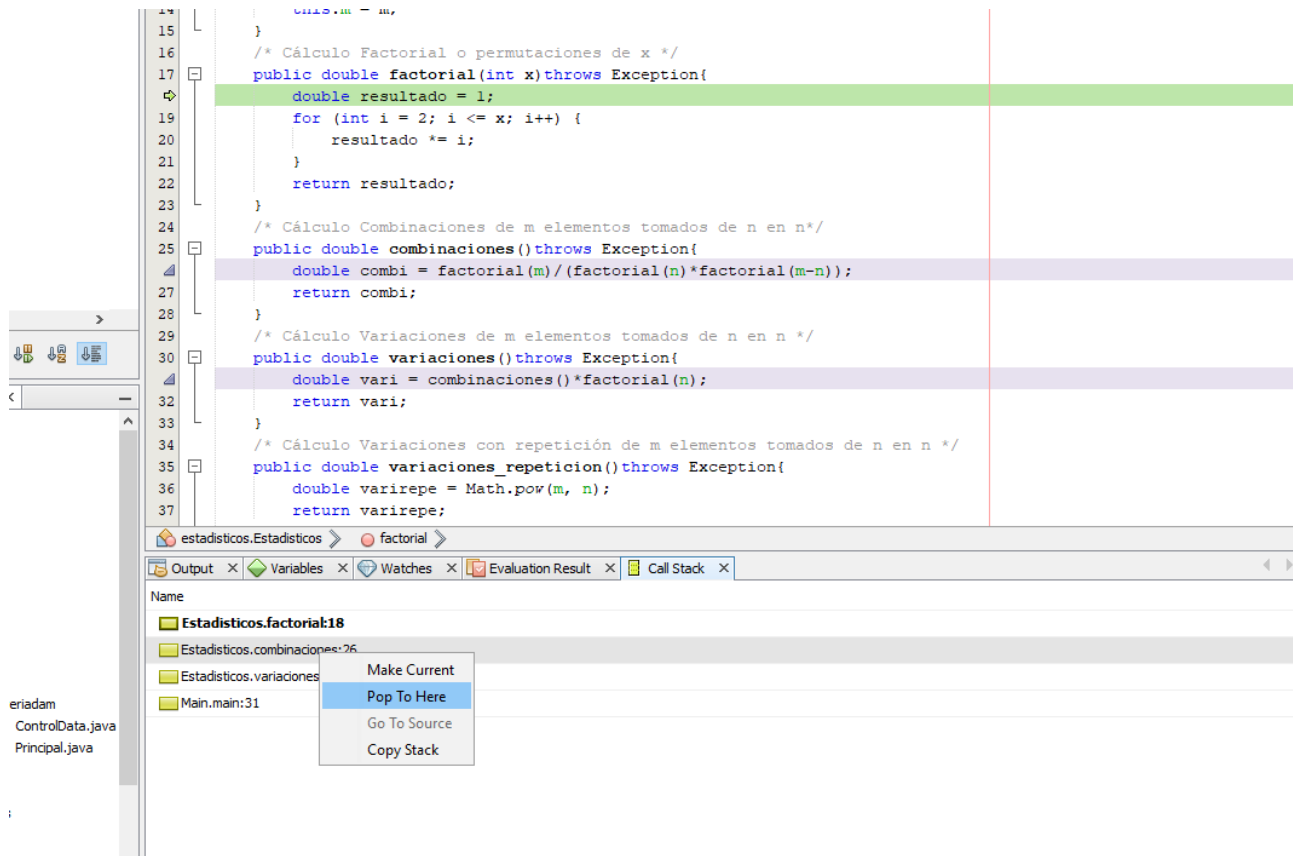 14 this.m = m;
15 }
16 /* Cálculo Factorial o permutaciones de x */
17 public double factorial(int x)throws Exception{
double resultado = 1;
19 for (int i = 2; i <= x; i++) {
20 resultado *= i;
21 }
22 return resultado;
23 }
24 /* Cálculo Combinaciones de m elementos tomados de n en n*/
25 public double combinaciones()throws Exception{
double combi = factorial(m)/(factorial(n)*factorial(m-n));
27 return combi;
28 }
29 /* Cálculo Variaciones de m elementos tomados de n en n */
30 public double variaciones()throws Exception{
double vari = combinaciones()*factorial(n);
32 return vari;
33 }
34 /* Cálculo Variaciones con repetición de m elementos tomados de n en n */
35 public double variaciones_repeticion()throws Exception{
36 double varirepe = Math.pow(m, n);
37 return varirepe;
estadisticos.Estadisticos factorial
Output Variables Watches Evaluation Result Call Stack
Name
Estadisticos.factorial:18
Estadisticos.combinaciones:26
Estadisticos.variaciones
Main.main:31
Make Current
Pop To Here
Go To Source
Copy Stack
eriadam
ControlData.java
Principal.java